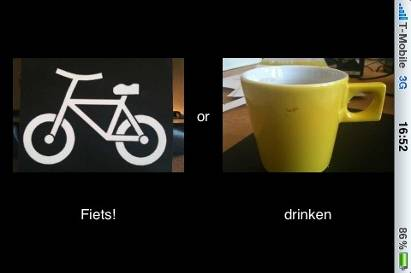 or
Fiets!
drinken
T-Mobile 3G
16:52
86%